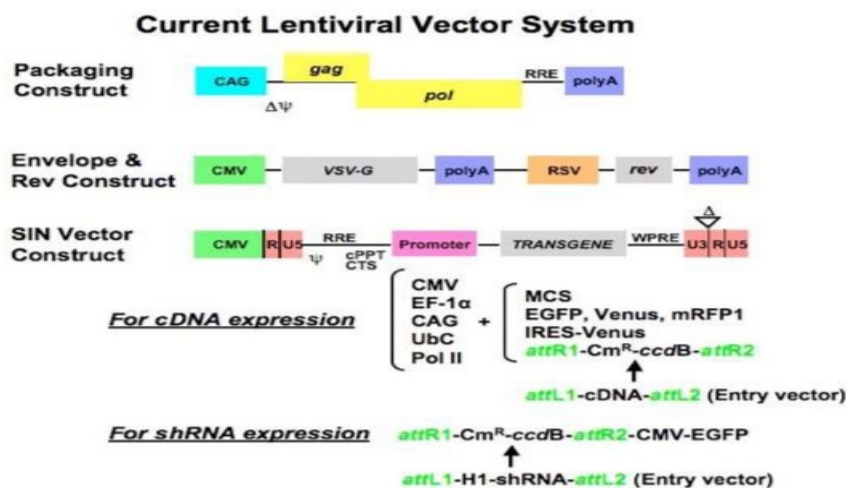 Current Lentiviral Vector System
Packaging Construct
CAG gag pol RRE polyA
Δψ
Envelope & Rev Construct
CMV VSV-G polyA RSV rev polyA
Δ
SIN Vector Construct
CMV R U5 RRE Promoter TRANSGENE WPRE U3 R U5
ψ cPPT
CTS
For cDNA expression
CMV
EF-1α
CAG
UbC
Pol II
+
MCS
EGFP, Venus, mRFP1
IRES-Venus
attR1-Cmᴿ-ccdB-attR2
attL1-cDNA-attL2 (Entry vector)
For shRNA expression attR1-Cmᴿ-ccdB-attR2-CMV-EGFP
attL1-H1-shRNA-attL2 (Entry vector)